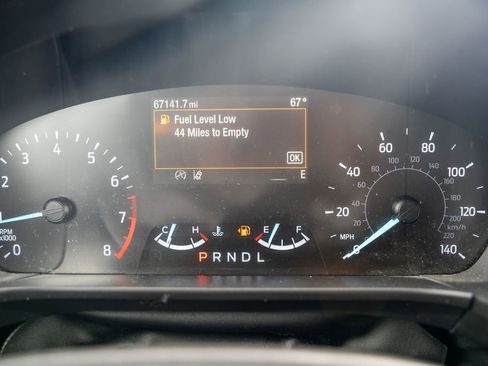 67141.7 mi 67°
Fuel Level Low
44 Miles to Empty
OK
E
1 2 3 4 5 6 7 8
0
RPM
x1000
C H
E F
P R N D L
0 20 40 60 80 100 120 140
MPH
60 80 100 120 140 160 180 200 220
km/h